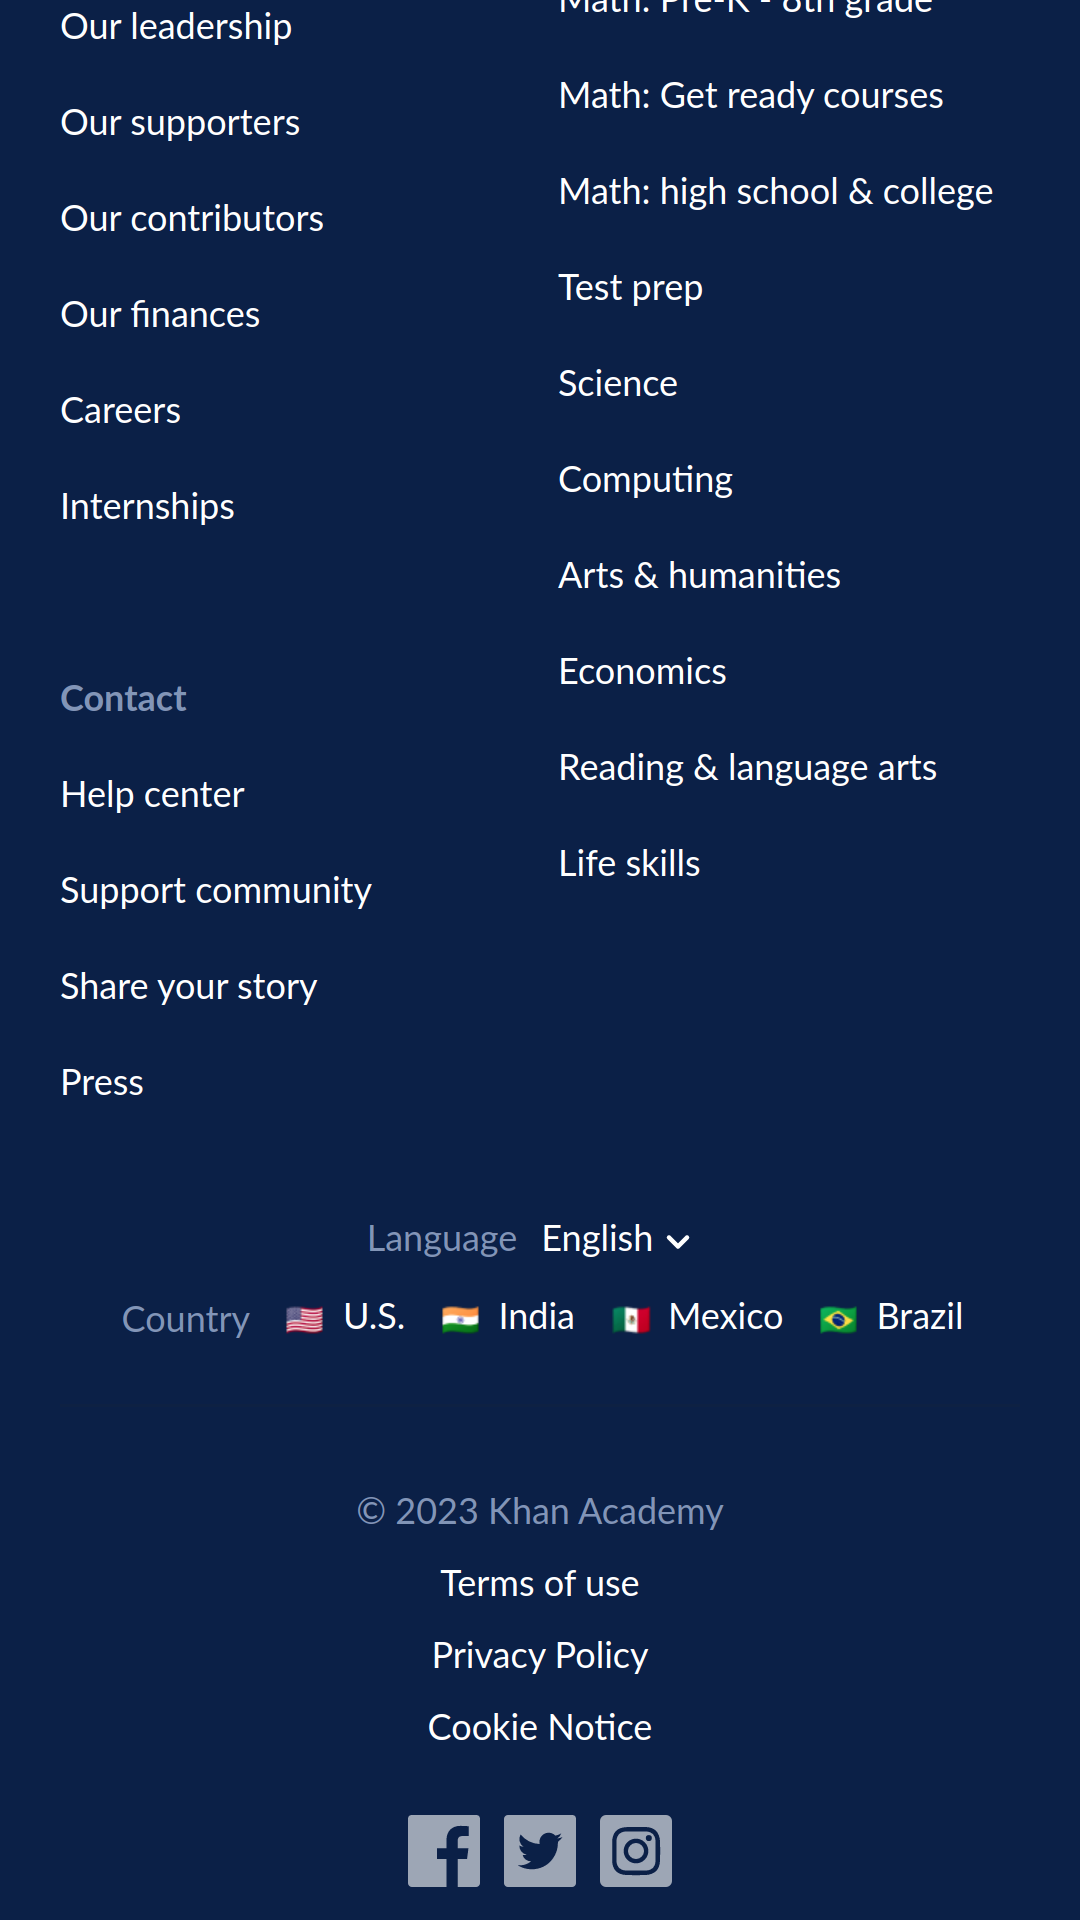 Our leadership
Our supporters
Our contributors
Our finances
Careers
Internships
Contact
Help center
Support community
Share your story
Press
Math: Pre-K - 8th grade
Math: Get ready courses
Math: high school & college
Test prep
Science
Computing
Arts & humanities
Economics
Reading & language arts
Life skills
Language English
Country U.S. India Mexico Brazil
© 2023 Khan Academy
Terms of use
Privacy Policy
Cookie Notice